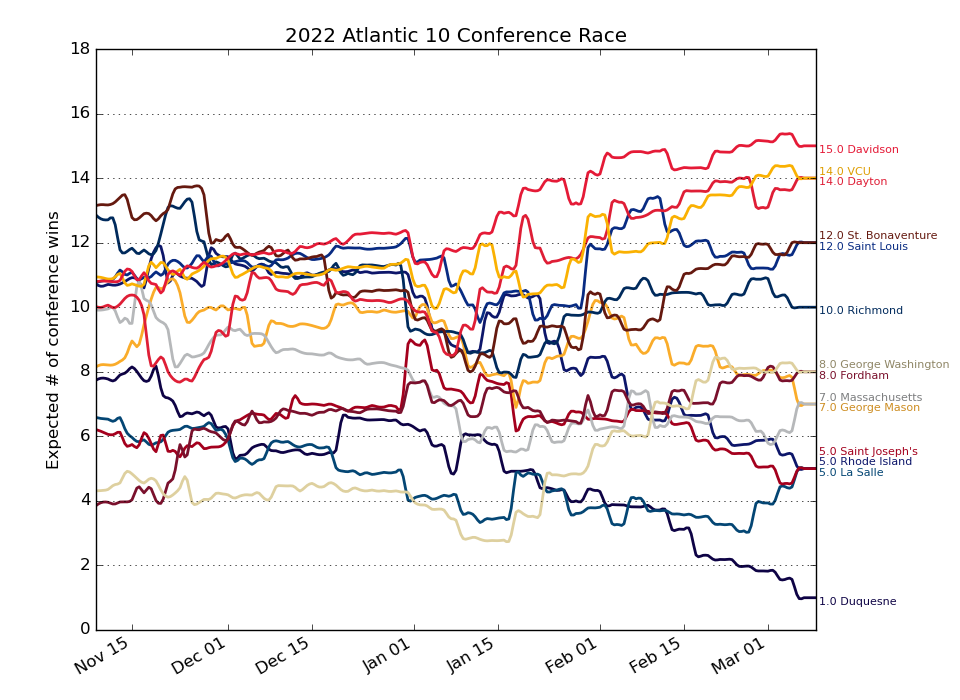 2022 Atlantic 10 Conference Race
Expected # of conference wins
18
16
14
12
10
8
6
4
2
0
Nov 15
Dec 01
Dec 15
Jan 01
Jan 15
Feb 01
Feb 15
Mar 01
15.0 Davidson
14.0 VCU
14.0 Dayton
12.0 St. Bonaventure
12.0 Saint Louis
10.0 Richmond
8.0 George Washington
8.0 Fordham
7.0 Massachusetts
7.0 George Mason
5.0 Saint Joseph's
5.0 Rhode Island
5.0 La Salle
1.0 Duquesne